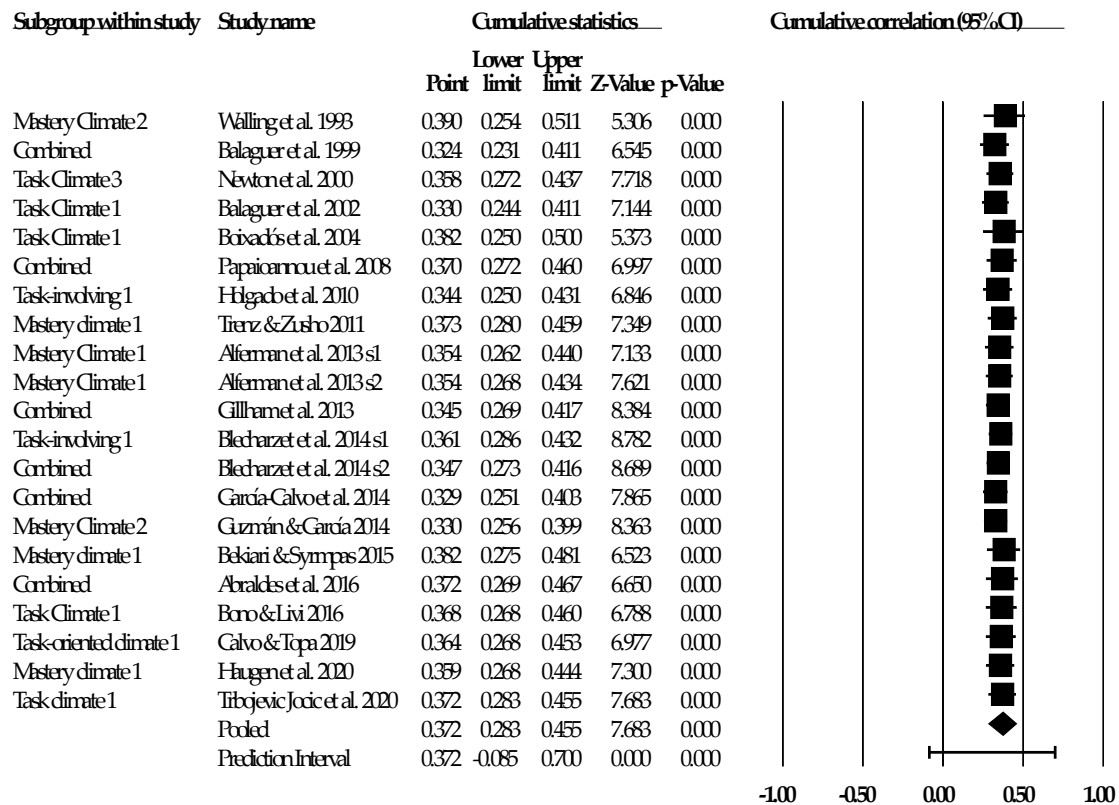 Subgroup within study Study name Cumulative statistics Cumulative correlation (95% CI)
Lower Upper
Point limit limit Z-Value p-Value
Mastery Climate 2 Walling et al. 1993 0.390 0.254 0.511 5.306 0.000
Combined Balaguer et al. 1999 0.324 0.231 0.411 6.545 0.000
Task Climate 3 Newton et al. 2000 0.358 0.272 0.437 7.718 0.000
Task Climate 1 Balaguer et al. 2002 0.330 0.244 0.411 7.144 0.000
Task Climate 1 Boixadós et al. 2004 0.382 0.250 0.500 5.373 0.000
Combined Papaioannou et al. 2008 0.370 0.272 0.460 6.997 0.000
Task-involving 1 Holgado et al. 2010 0.344 0.250 0.431 6.846 0.000
Mastery climate 1 Tirenz & Zusho 2011 0.373 0.280 0.459 7.349 0.000
Mastery Climate 1 Alferman et al. 2013 s1 0.354 0.262 0.440 7.133 0.000
Mastery Climate 1 Alferman et al. 2013 s2 0.354 0.268 0.434 7.621 0.000
Combined Gillham et al. 2013 0.345 0.269 0.417 8.384 0.000
Task-involving 1 Blecharz et al. 2014 s1 0.361 0.286 0.432 8.782 0.000
Combined Blecharz et al. 2014 s2 0.347 0.273 0.416 8.689 0.000
Combined García-Calvo et al. 2014 0.329 0.251 0.403 7.865 0.000
Mastery Climate 2 Guzmán & García 2014 0.330 0.256 0.399 8.363 0.000
Mastery climate 1 Bekiari & Syrmpas 2015 0.382 0.275 0.481 6.523 0.000
Combined Abraldes et al. 2016 0.372 0.269 0.467 6.650 0.000
Task Climate 1 Bono & Livi 2016 0.368 0.268 0.460 6.788 0.000
Task-oriented climate 1 Calvo & Topa 2019 0.364 0.268 0.453 6.977 0.000
Mastery climate 1 Haugen et al. 2020 0.359 0.268 0.444 7.300 0.000
Task climate 1 Trbojevic Jocic et al. 2020 0.372 0.283 0.455 7.683 0.000
Pooled 0.372 0.283 0.455 7.683 0.000
Prediction Interval 0.372 -0.085 0.700 0.000 0.000
-1.00 -0.50 0.00 0.50 1.00